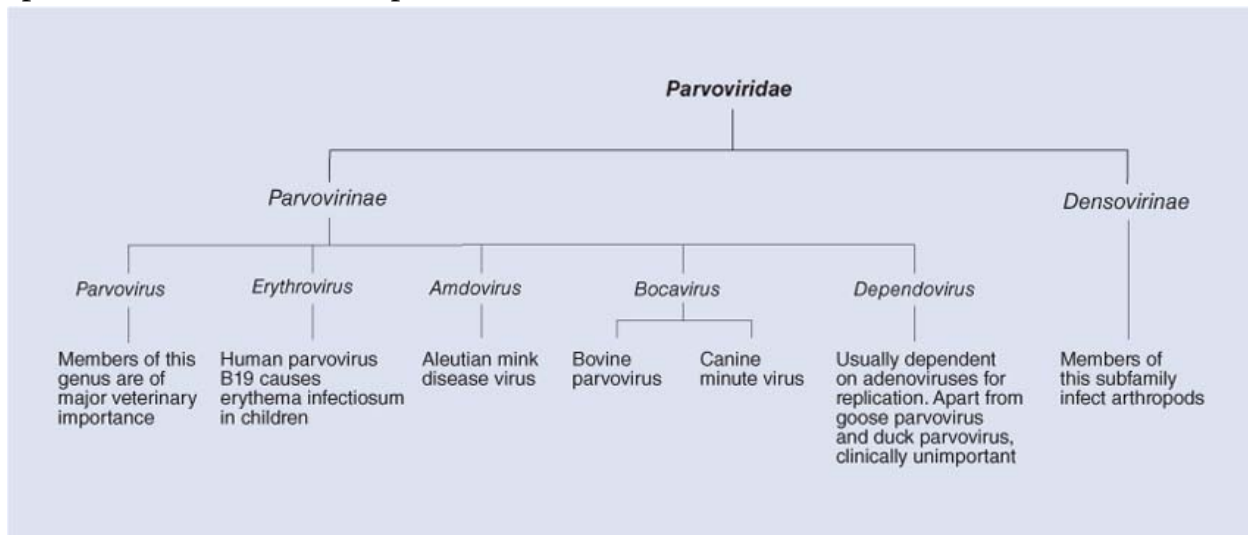 Parvoviridae
Parvovirinae
Densovirinae
Parvovirus
Erythrovirus
Amdovirus
Bocavirus
Dependovirus
Members of this
genus are of
major veterinary
importance
Human parvovirus
B19 causes
erythema infectiosum
in children
Aleutian mink
disease virus
Bovine
parvovirus
Canine
minute virus
Usually dependent
on adenoviruses for
replication. Apart from
goose parvovirus
and duck parvovirus,
clinically unimportant
Members of
this subfamily
infect arthropods